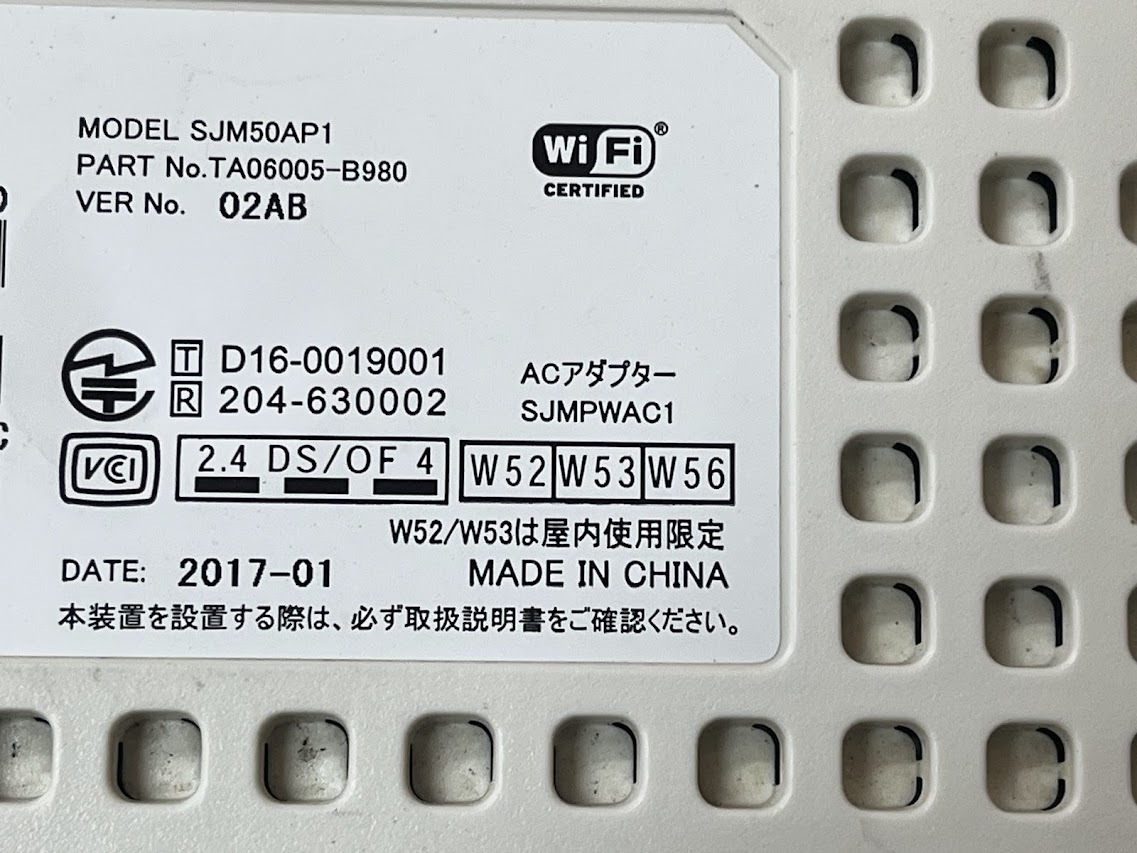 MODEL SJM50AP1
PART No.TA06005-B980
VER No. 02AB
Wi Fi®
CERTIFIED
T D16-0019001
R 204-630002
ACアダプター
SJMPWAC1
VCCI
2.4 DS/OF 4
W52 W53 W56
W52/W53は屋内使用限定
DATE: 2017-01
MADE IN CHINA
本装置を設置する際は、必ず取扱説明書をご確認ください。